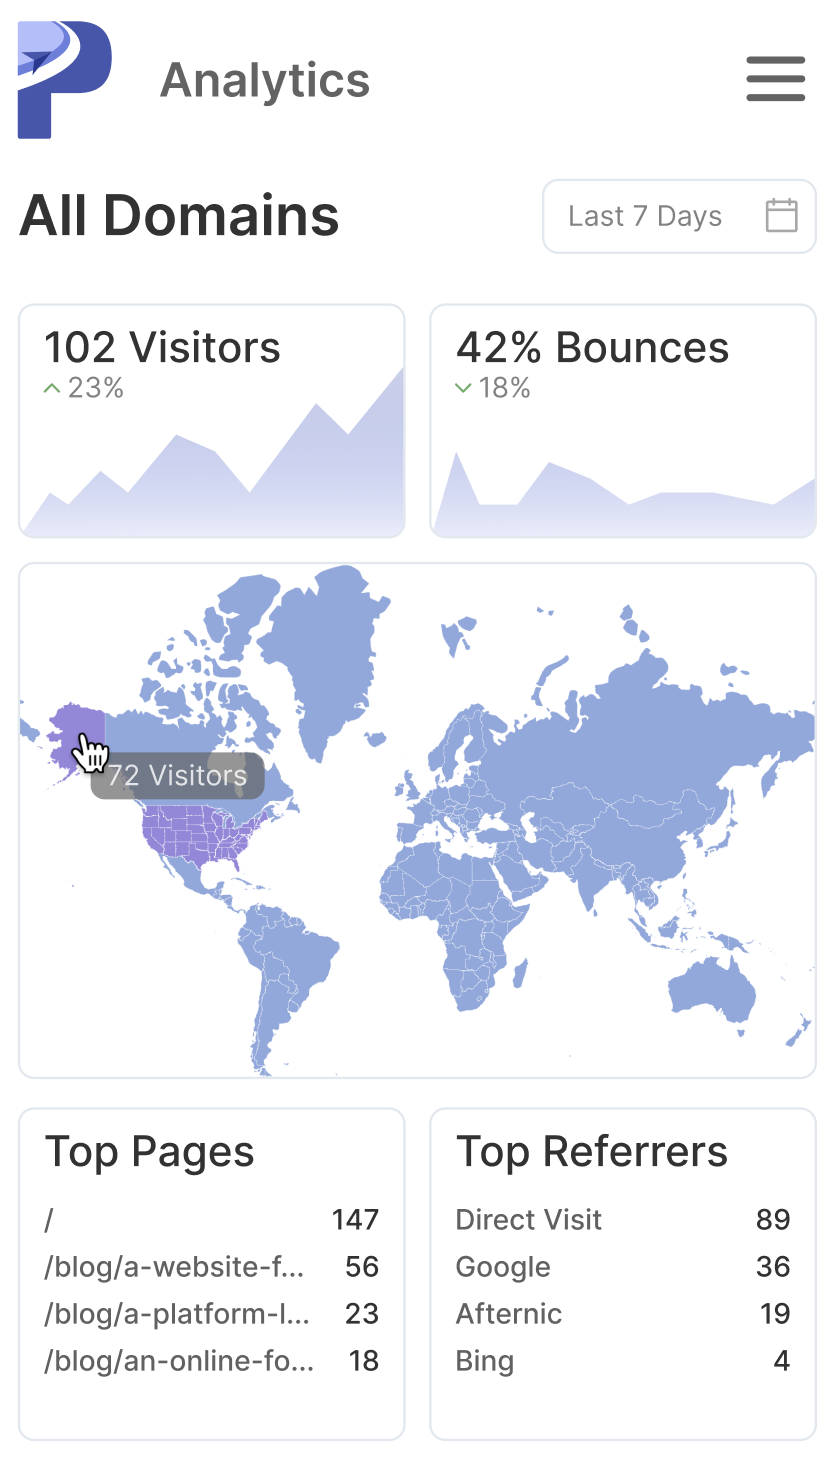 Analytics
All Domains
Last 7 Days
102 Visitors
23%
42% Bounces
18%
72 Visitors
Top Pages
/ 147
/blog/a-website-f... 56
/blog/a-platform-l... 23
/blog/an-online-fo... 18
Top Referrers
Direct Visit 89
Google 36
Afternic 19
Bing 4